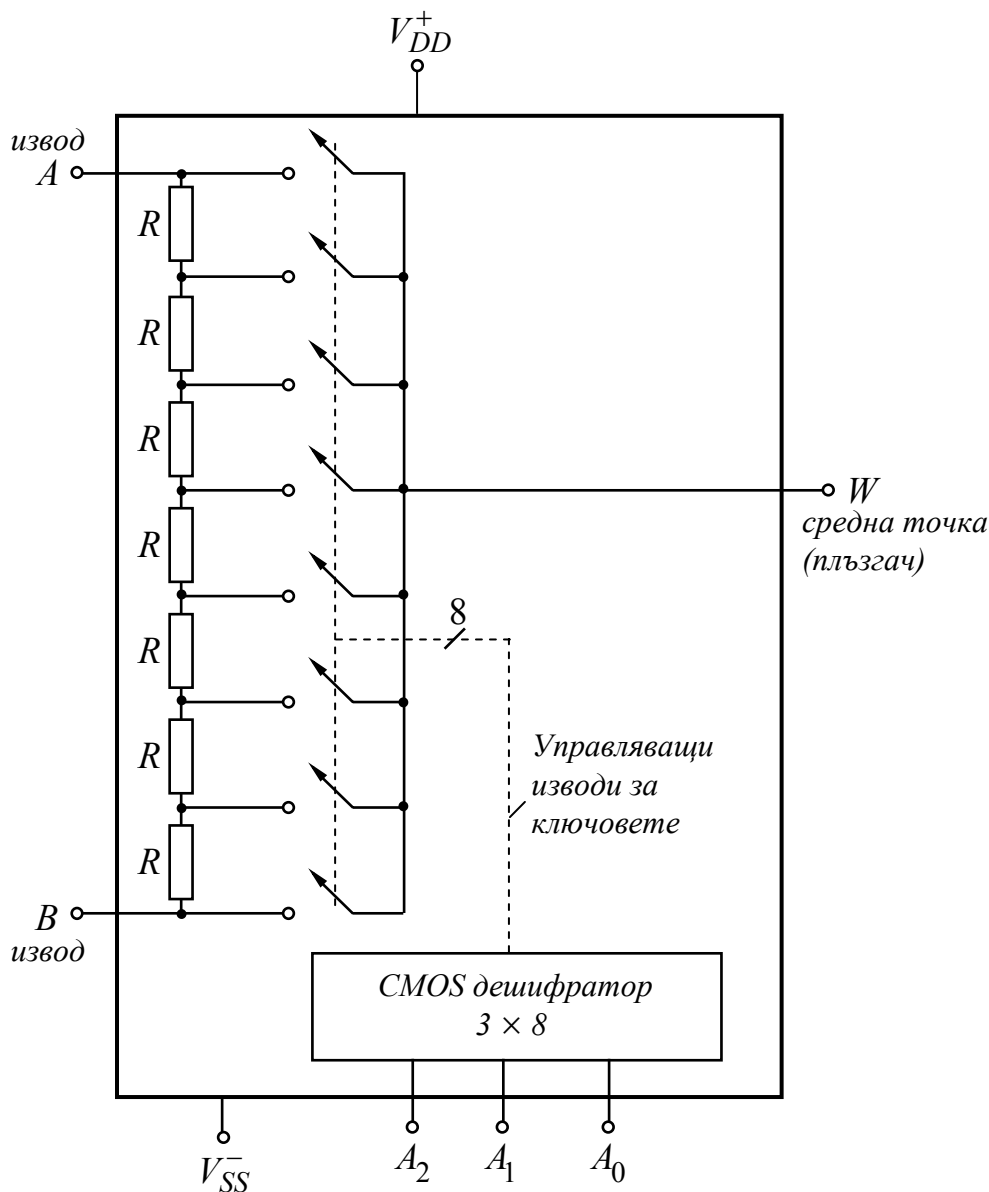 V⁺DD
извод
A
R
R
R
R
R
R
R
W
средна точка
(плъзгач)
8
Управляващи
изводи за
ключовете
B
извод
CMOS дешифратор
3 × 8
V⁻SS
A₂ A₁ A₀